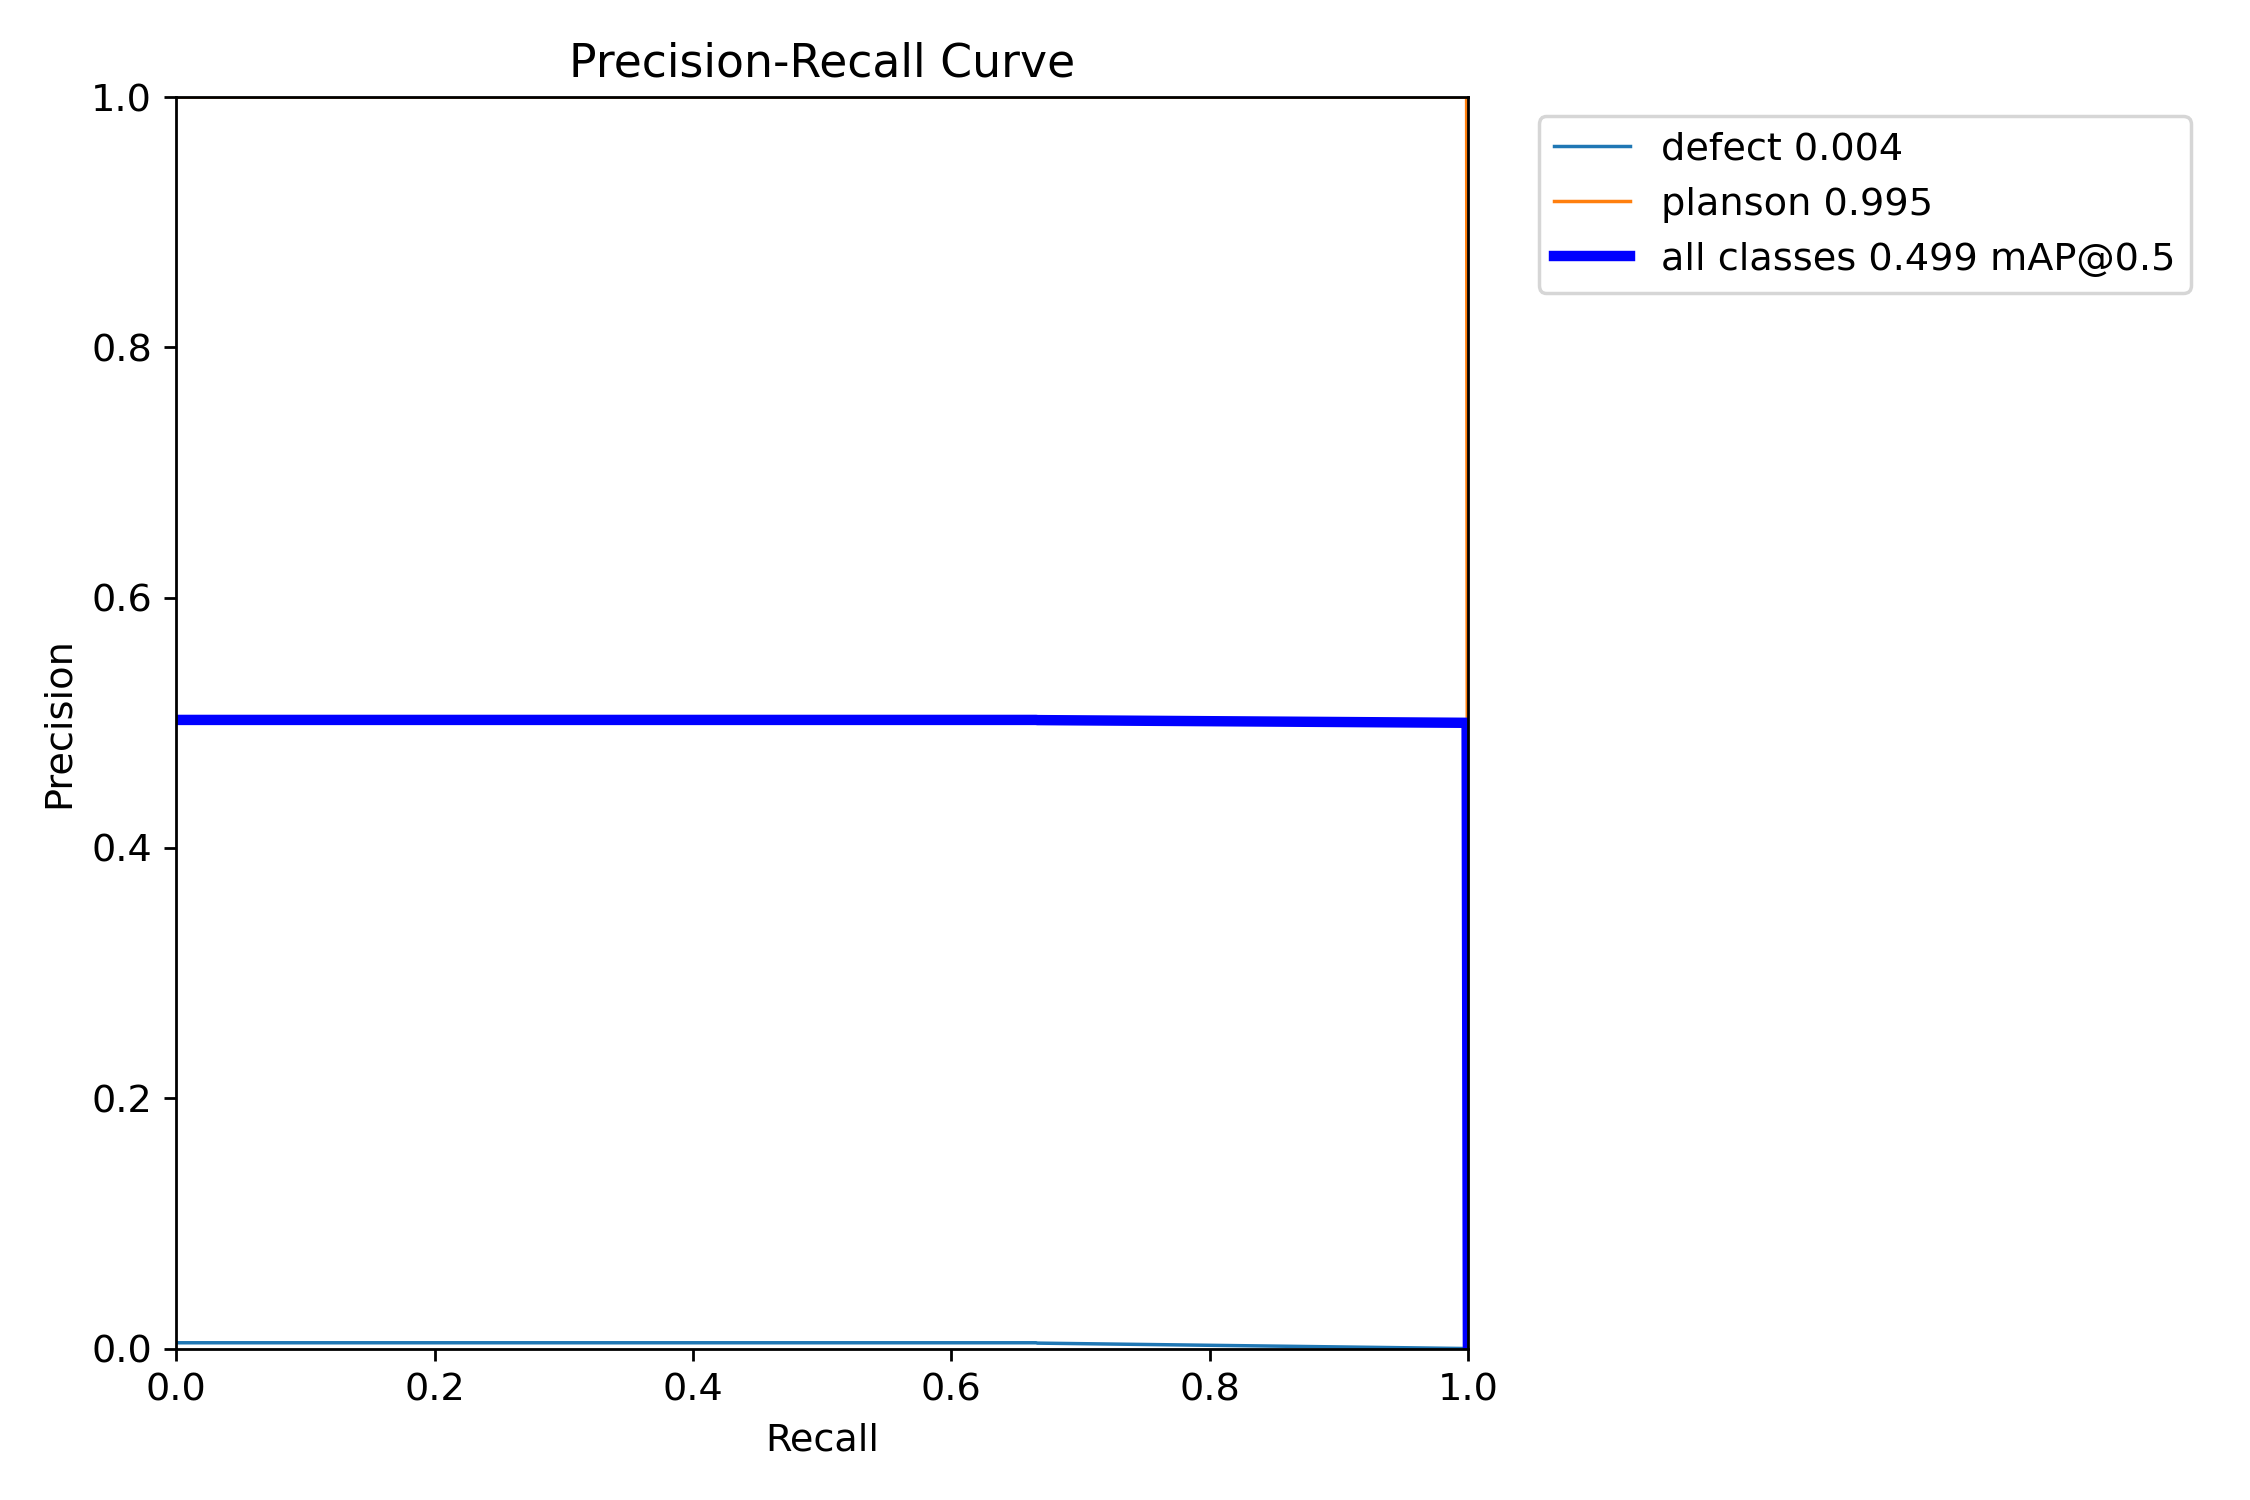 Precision-Recall Curve
1.0
0.8
0.6
0.4
0.2
0.0
Precision
0.0 0.2 0.4 0.6 0.8 1.0
Recall
defect 0.004
planson 0.995
all classes 0.499 mAP@0.5